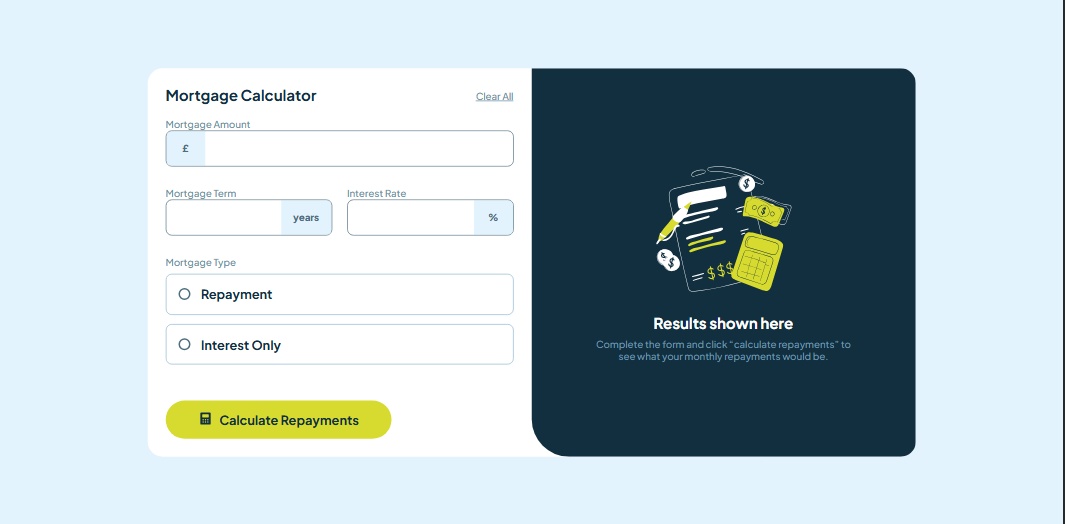 Mortgage Calculator
Clear All
Mortgage Amount
£
Mortgage Term
Interest Rate
years
%
Mortgage Type
Repayment
Interest Only
Calculate Repayments
$
$
$
$
$$$
Results shown here
Complete the form and click “calculate repayments” to
see what your monthly repayments would be.